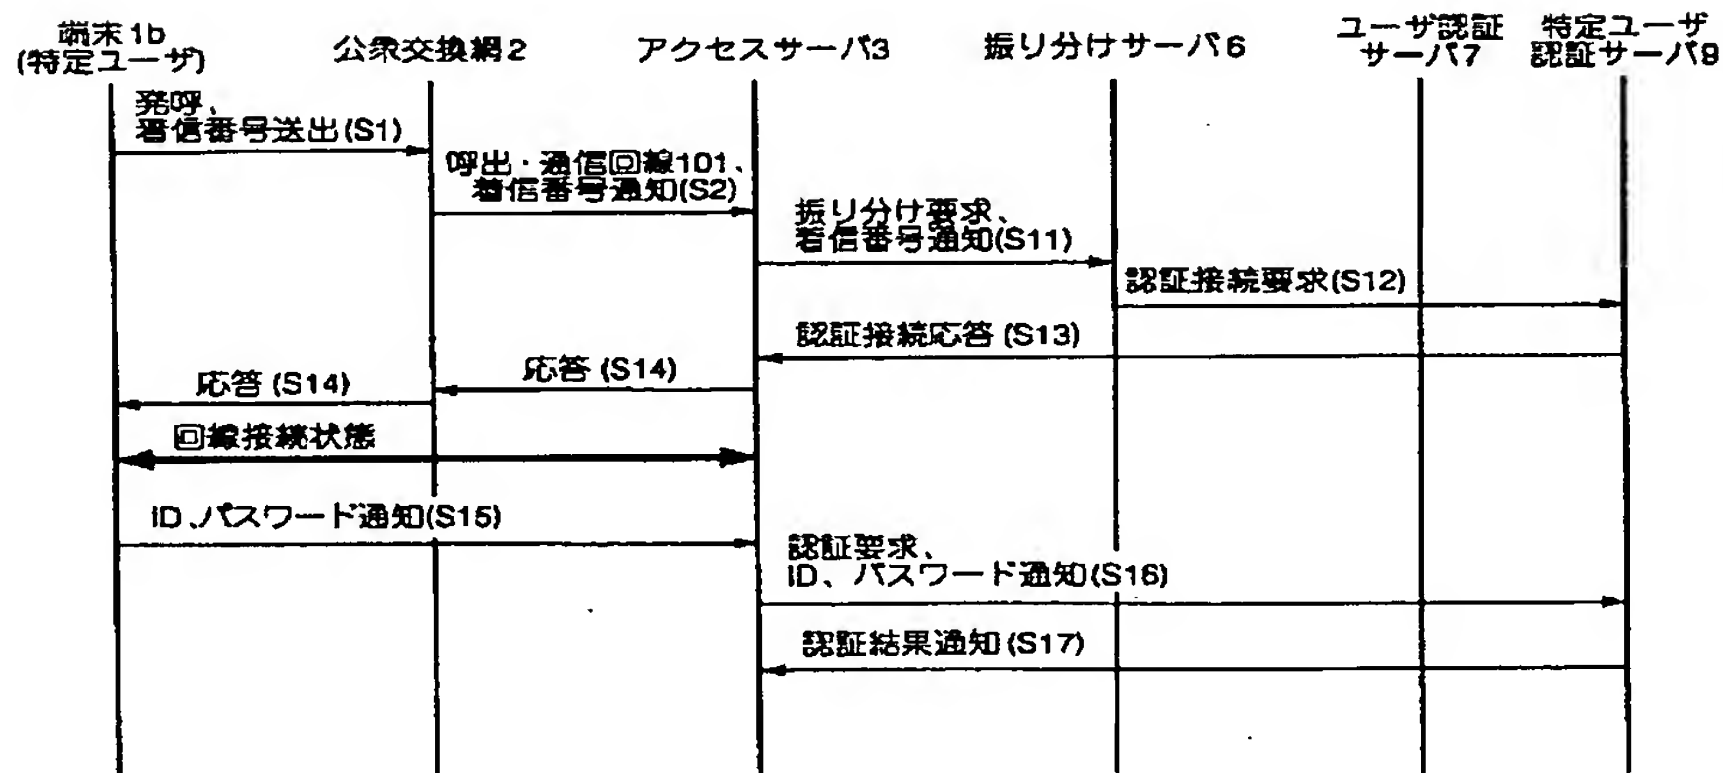 端末1b
(特定ユーザ)
公衆交換網2
アクセスサーバ3
振り分けサーバ6
ユーザ認証
サーバ7
特定ユーザ
認証サーバ8
発呼、
着信番号送出(S1)
呼出・通信回線101、
着信番号通知(S2)
振り分け要求、
着信番号通知(S11)
認証接続要求(S12)
認証接続応答(S13)
応答(S14)
応答(S14)
回線接続状態
ID、パスワード通知(S15)
認証要求、
ID、パスワード通知(S16)
認証結果通知(S17)